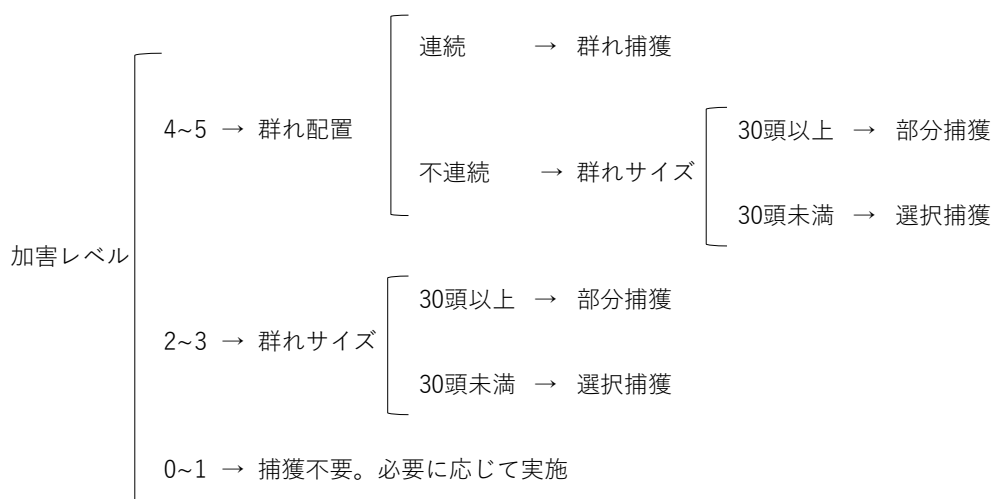 連続 → 群れ捕獲
4~5 → 群れ配置
30頭以上 → 部分捕獲
不連続 → 群れサイズ
30頭未満 → 選択捕獲
加害レベル
30頭以上 → 部分捕獲
2~3 → 群れサイズ
30頭未満 → 選択捕獲
0~1 → 捕獲不要。必要に応じて実施